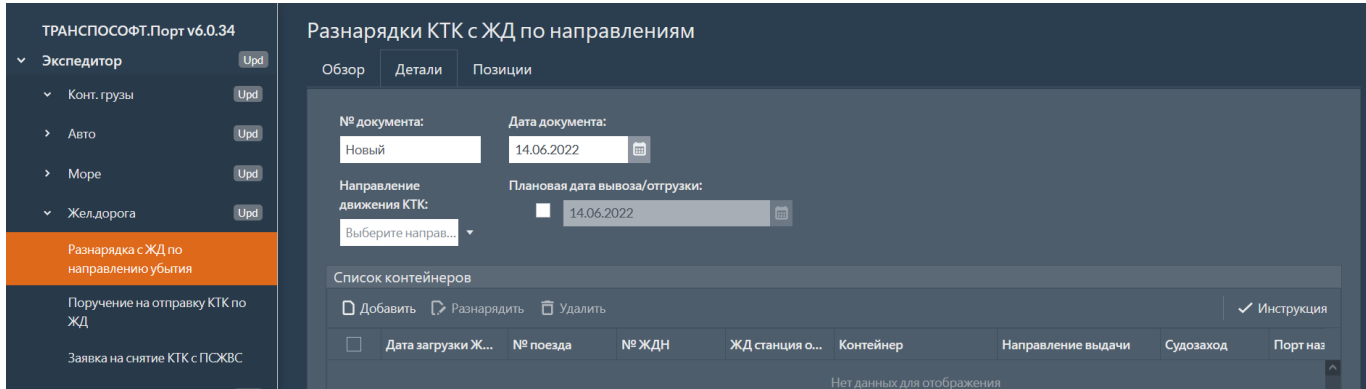 ТРАНСПОСОФТ.Порт v6.0.34
Экспедитор Upd
Конт. грузы Upd
Авто Upd
Море Upd
Жел.дорога Upd
Разнарядка с ЖД по
направлению убытия
Поручение на отправку КТК по
ЖД
Заявка на снятие КТК с ПСЖВС
Разнарядки КТК с ЖД по направлениям
Обзор Детали Позиции
№ документа: Дата документа:
Новый 14.06.2022
Направление
движения КТК:
Плановая дата вывоза/отгрузки:
14.06.2022
Выберите направ...
Список контейнеров
Добавить Разнарядить Удалить Инструкция
Дата загрузки Ж... № поезда № ЖДН ЖД станция о... Контейнер Направление выдачи Судозаход Порт наз
Нет данных для отображения